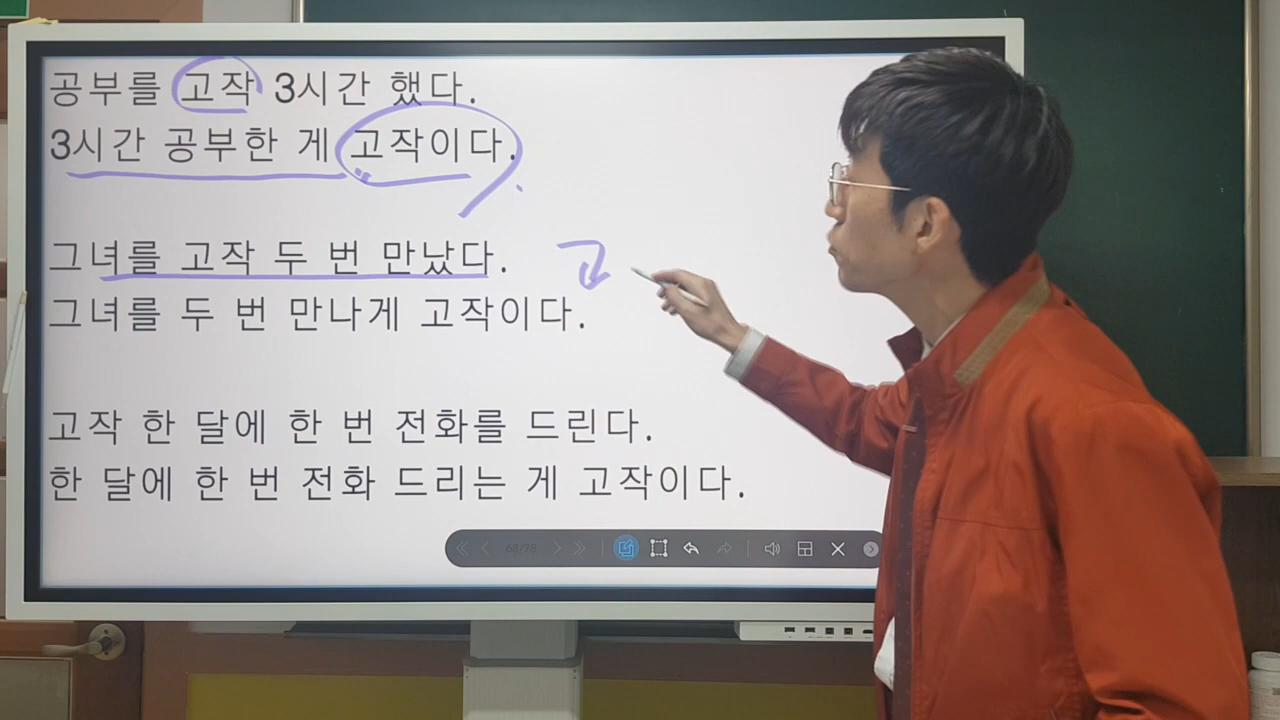 공부를 고작 3시간 했다.
3시간 공부한 게 고작이다.
그녀를 고작 두 번 만났다.
고
그녀를 두 번 만나게 고작이다.
고작 한 달에 한 번 전화를 드린다.
한 달에 한 번 전화 드리는 게 고작이다.
68/78